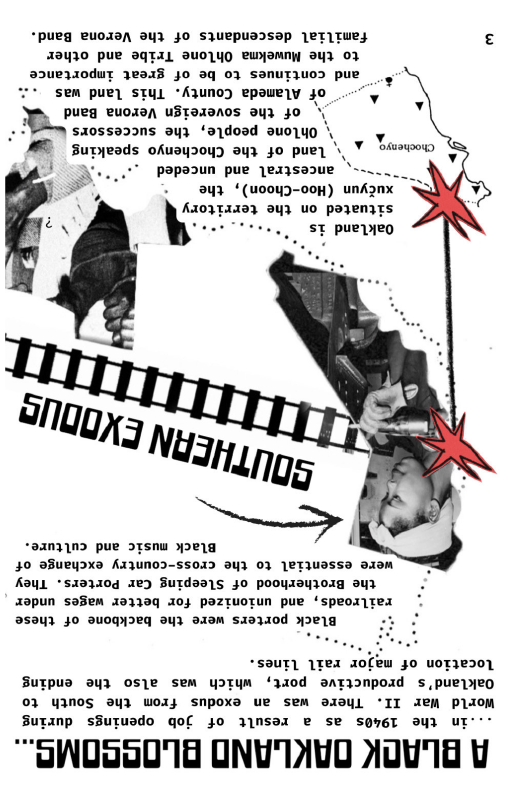 A BLACK OAKLAND BLOSSOMS...
...in the 1940s as a result of job openings during
World War II. There was an exodus from the South to
Oakland's productive port, which was also the ending
location of major rail lines.
Black porters were the backbone of these
railroads, and unionized for better wages under
the Brotherhood of Sleeping Car Porters. They
were essential to the cross-country exchange of
Black music and culture.
SOUTHERN EXODUS
Oakland is
situated on the territory
xučyun (Hoo-Choon), the
ancestral and unceded
land of the Chochenyo speaking
Ohlone people, the successors
of the sovereign Verona Band
of Alameda County. This land was
and continues to be of great importance
to the Muwekma Ohlone Tribe and other
familial descendants of the Verona Band.
Chochenyo
3